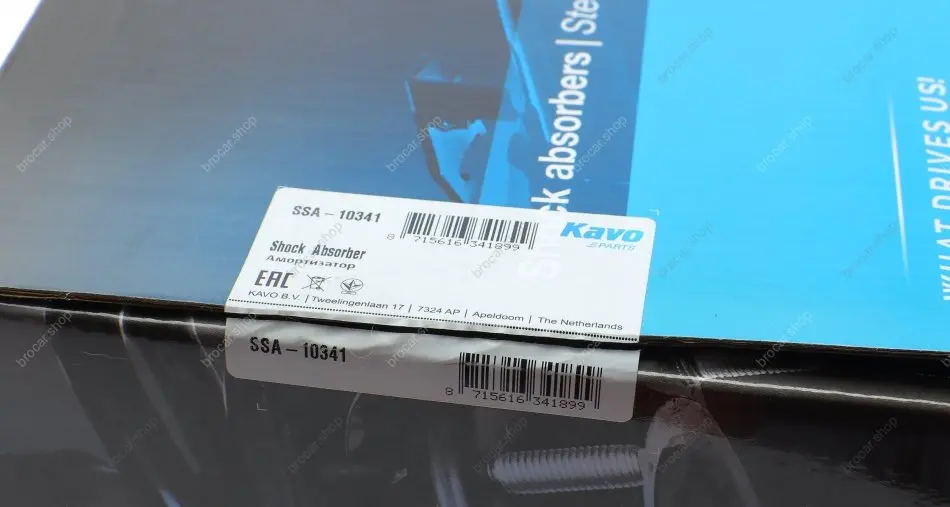 Shock absorbers | Ste
WHAT DRIVES US!
SSA - 10341
8 715616 341899
Kavo
PARTS
Shock Absorber
Амортизатор
EAC
KAVO B.V. | Tweelingenlaan 17 | 7324 AP | Apeldoorn | The Netherlands
SSA - 10341
8 715616 341899
brocar.shop